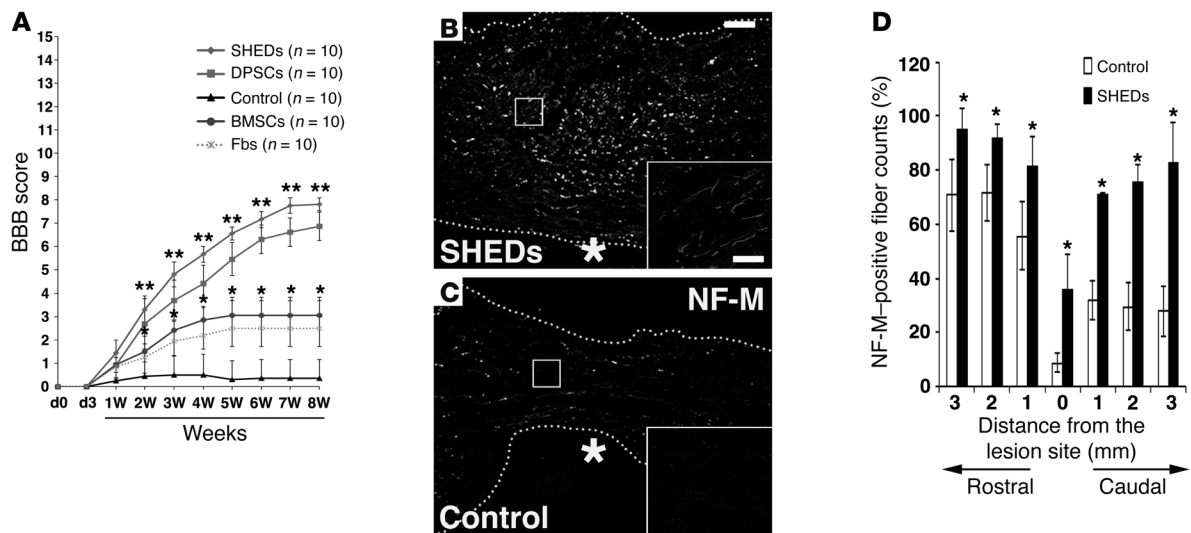 A
15
14
13
12
11
10
9
8
7
6
5
4
3
2
1
0
BBB score
SHEDs (n = 10)
DPSCs (n = 10)
Control (n = 10)
BMSCs (n = 10)
Fbs (n = 10)
** ** ** ** ** ** **
* * * * * * *
d0 d3 1W 2W 3W 4W 5W 6W 7W 8W
Weeks
B
SHEDs
*
C
NF-M
*
Control
D
120
100
80
60
40
20
0
NF-M–positive fiber counts (%)
Control
SHEDs
* * * * * * *
3 2 1 0 1 2 3
Distance from the
lesion site (mm)
Rostral Caudal